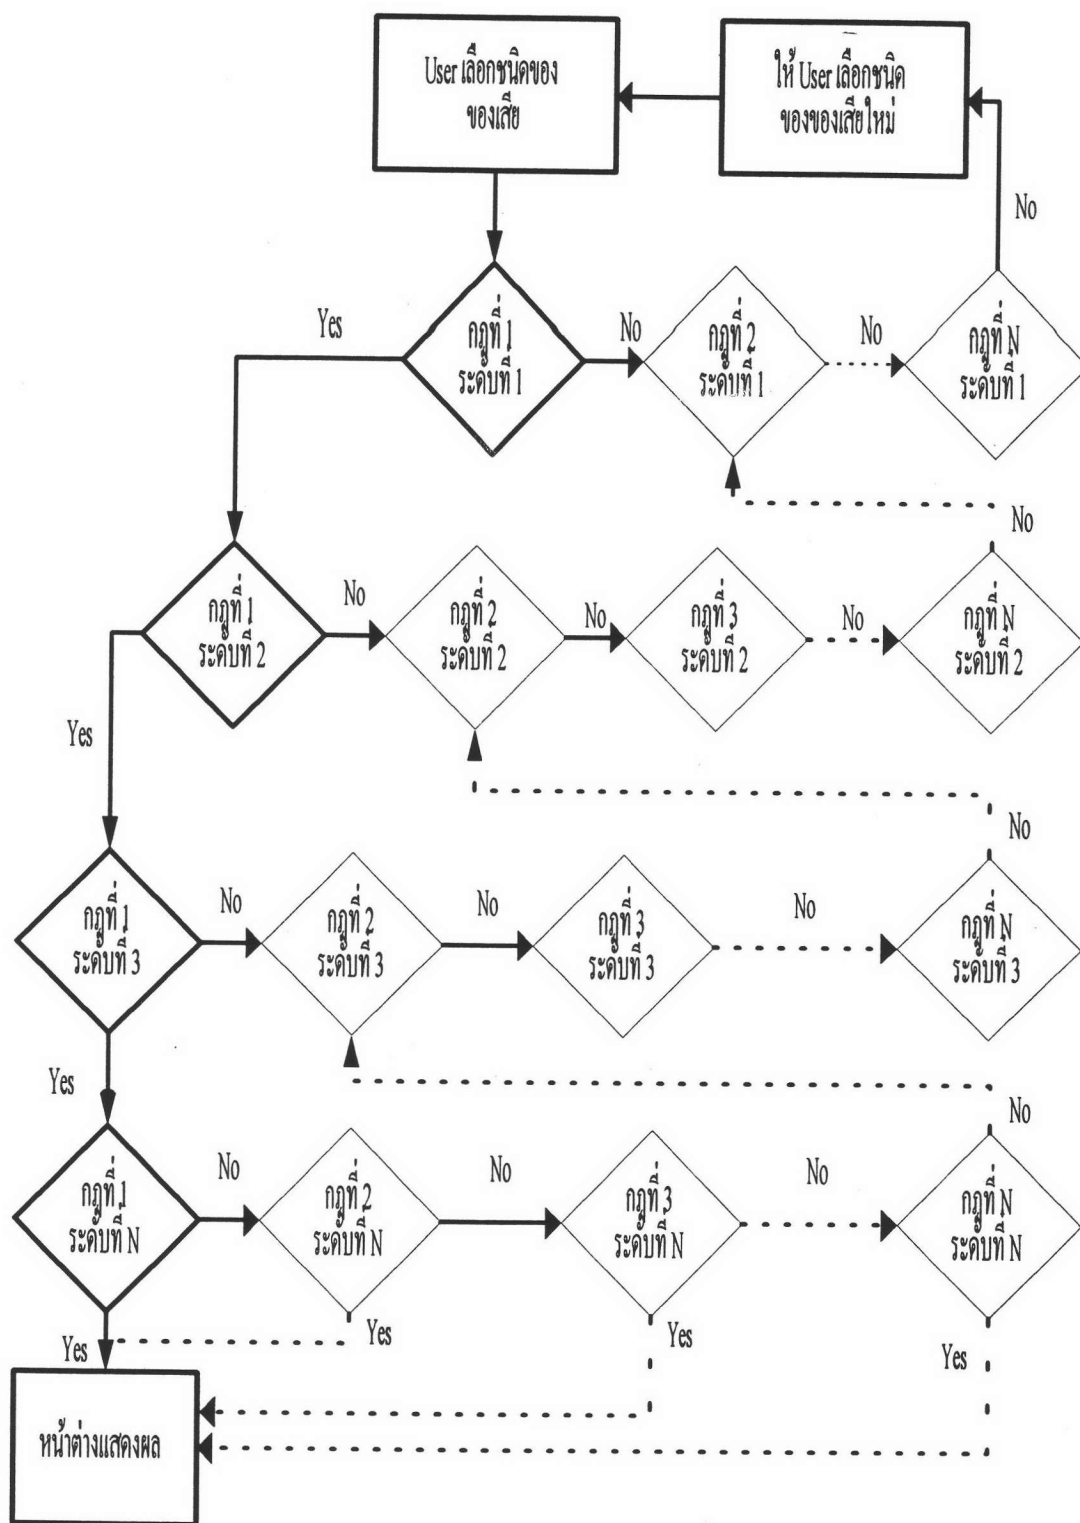 User เลือกชนิดของ
ของเสีย
ให้ User เลือกชนิด
ของของเสียใหม่
No
Yes
กฎที่ 1
ระดับที่ 1
No
กฎที่ 2
ระดับที่ 1
No
กฎที่ N
ระดับที่ 1
No
กฎที่ 1
ระดับที่ 2
No
กฎที่ 2
ระดับที่ 2
No
กฎที่ 3
ระดับที่ 2
No
กฎที่ N
ระดับที่ 2
Yes
No
กฎที่ 1
ระดับที่ 3
No
กฎที่ 2
ระดับที่ 3
No
กฎที่ 3
ระดับที่ 3
No
กฎที่ N
ระดับที่ 3
Yes
No
กฎที่ 1
ระดับที่ N
No
กฎที่ 2
ระดับที่ N
No
กฎที่ 3
ระดับที่ N
No
กฎที่ N
ระดับที่ N
Yes
Yes
Yes
Yes
หน้าต่างแสดงผล